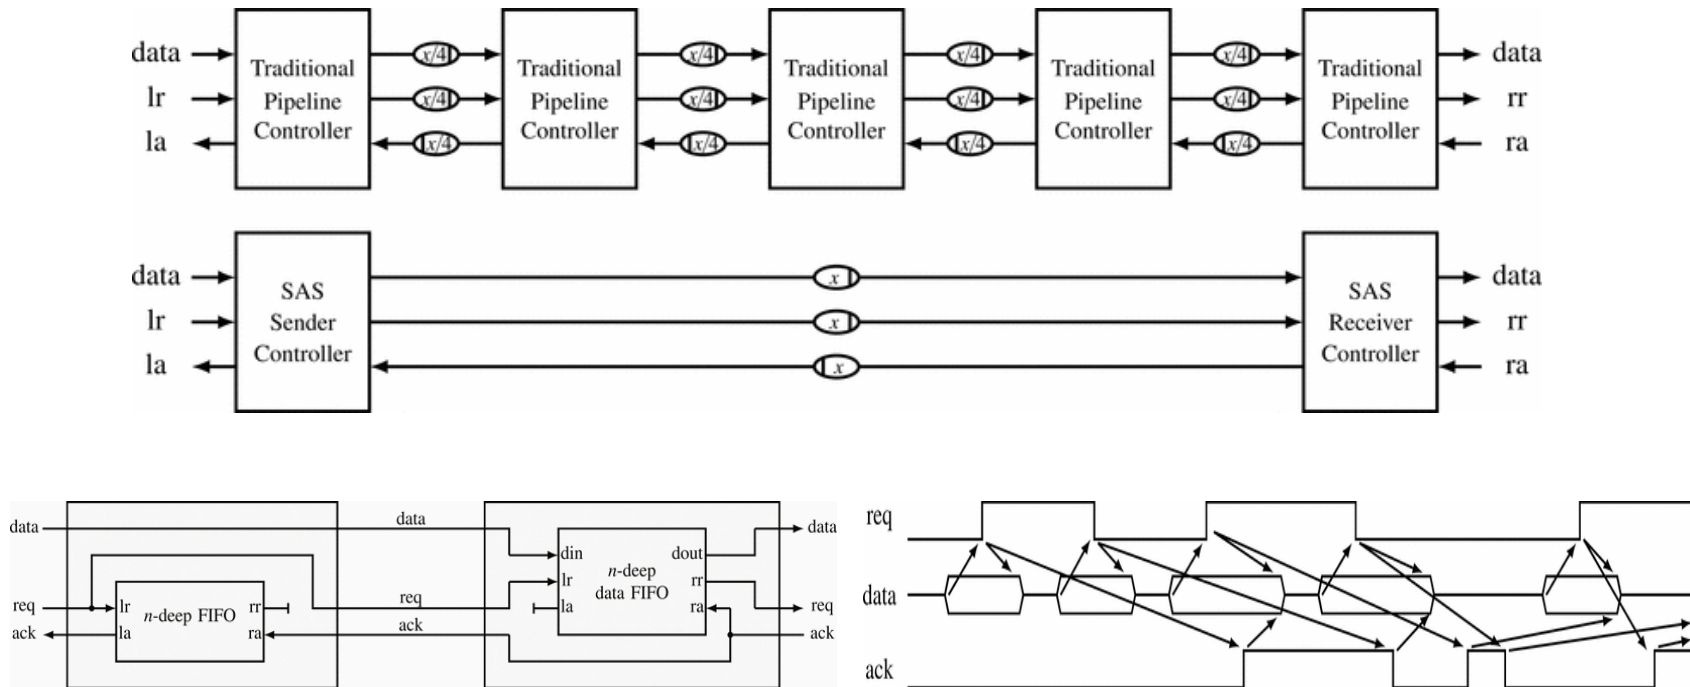 data
lr
la
Traditional
Pipeline
Controller
x/4
x/4
x/4
Traditional
Pipeline
Controller
x/4
x/4
x/4
Traditional
Pipeline
Controller
x/4
x/4
x/4
Traditional
Pipeline
Controller
x/4
x/4
x/4
Traditional
Pipeline
Controller
data
rr
ra
data
lr
la
SAS
Sender
Controller
x
x
x
SAS
Receiver
Controller
data
rr
ra
data
req
ack
lr
la
n-deep FIFO
rr
ra
data
req
ack
din
lr
la
n-deep
data FIFO
dout
rr
ra
data
req
ack
req
data
ack